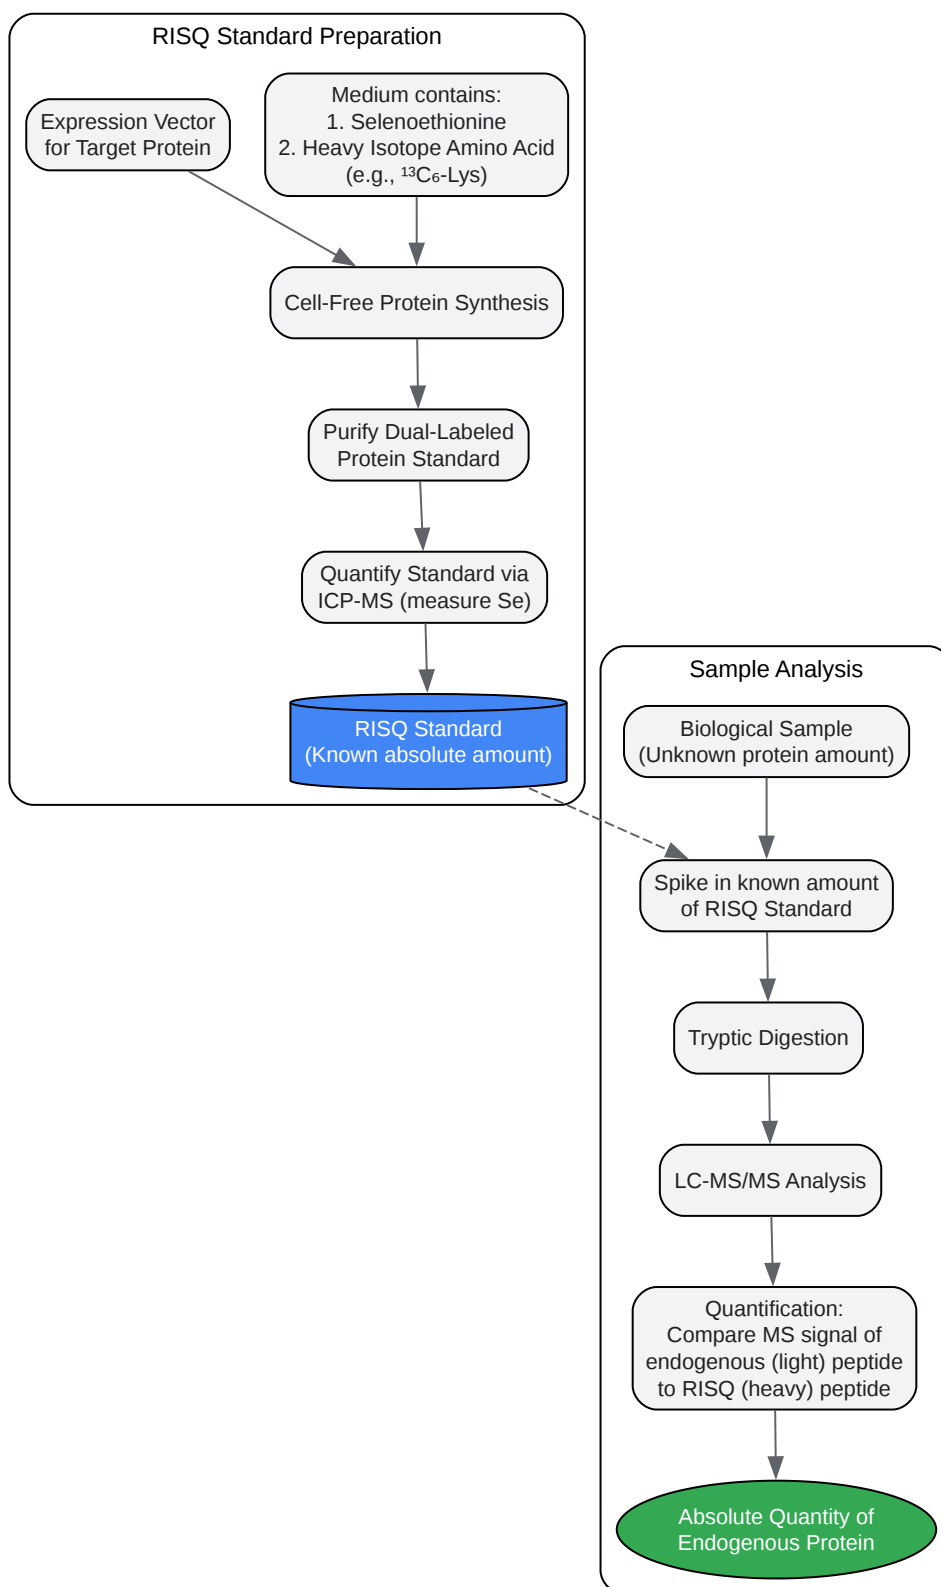 RISQ Standard Preparation
Expression Vector
for Target Protein
Medium contains:
1. Selenoethionine
2. Heavy Isotope Amino Acid
(e.g., ¹³C₆-Lys)
Cell-Free Protein Synthesis
Purify Dual-Labeled
Protein Standard
Quantify Standard via
ICP-MS (measure Se)
RISQ Standard
(Known absolute amount)
Sample Analysis
Biological Sample
(Unknown protein amount)
Spike in known amount
of RISQ Standard
Tryptic Digestion
LC-MS/MS Analysis
Quantification:
Compare MS signal of
endogenous (light) peptide
to RISQ (heavy) peptide
Absolute Quantity of
Endogenous Protein